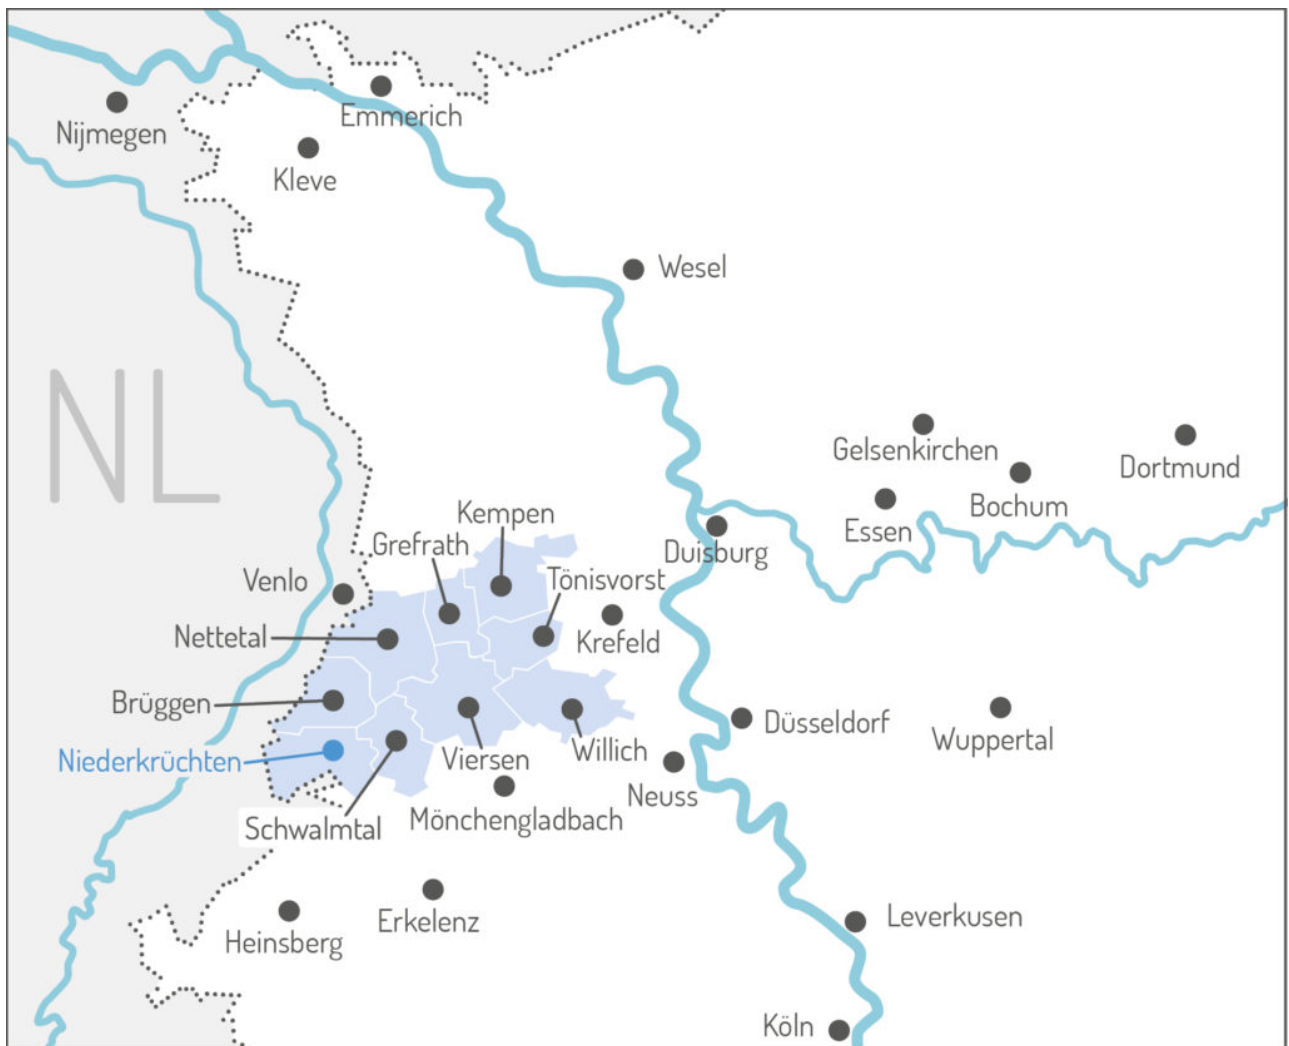 Nijmegen
Emmerich
Kleve
Wesel
NL
Gelsenkirchen
Dortmund
Bochum
Essen
Kempen
Grefrath
Duisburg
Venlo
Tönisvorst
Nettetal
Krefeld
Brüggen
Düsseldorf
Wuppertal
Niederkrüchten
Viersen
Willich
Neuss
Schwalmtal
Mönchengladbach
Erkelenz
Heinsberg
Leverkusen
Köln